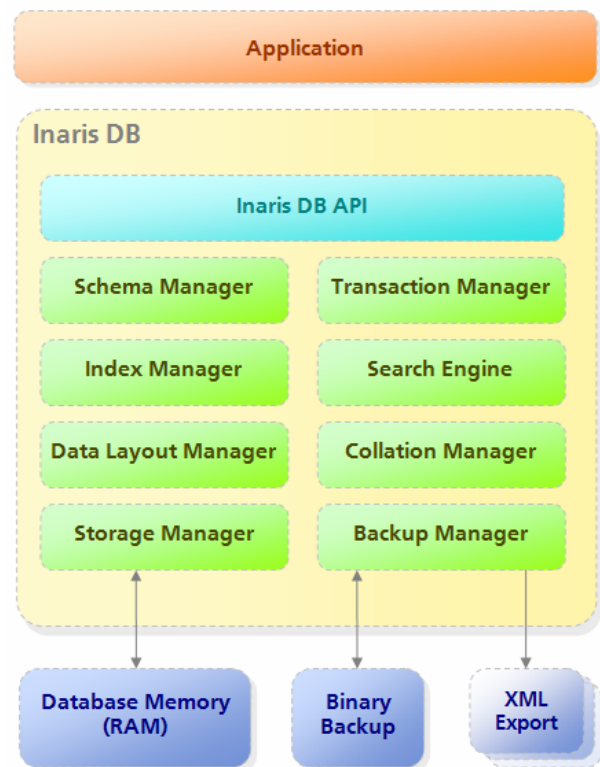 Application
Inaris DB
Inaris DB API
Schema Manager
Transaction Manager
Index Manager
Search Engine
Data Layout Manager
Collation Manager
Storage Manager
Backup Manager
Database Memory
(RAM)
Binary
Backup
XML
Export